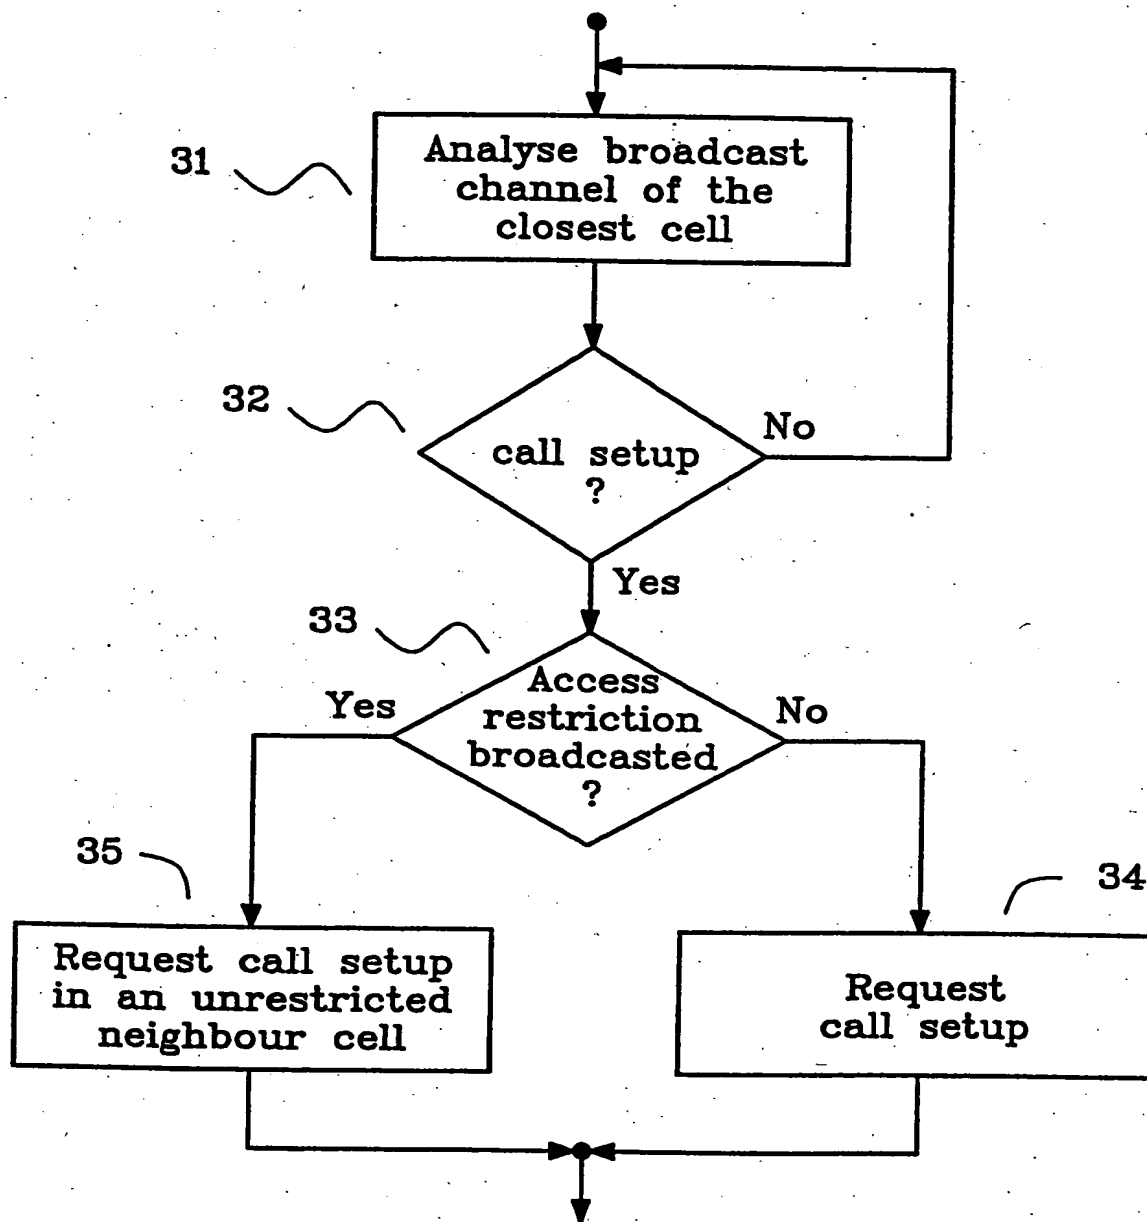 31
Analyse broadcast
channel of the
closest cell
32
call setup
?
No
Yes
33
Access
restriction
broadcasted
?
Yes
No
35
34
Request call setup
in an unrestricted
neighbour cell
Request
call setup